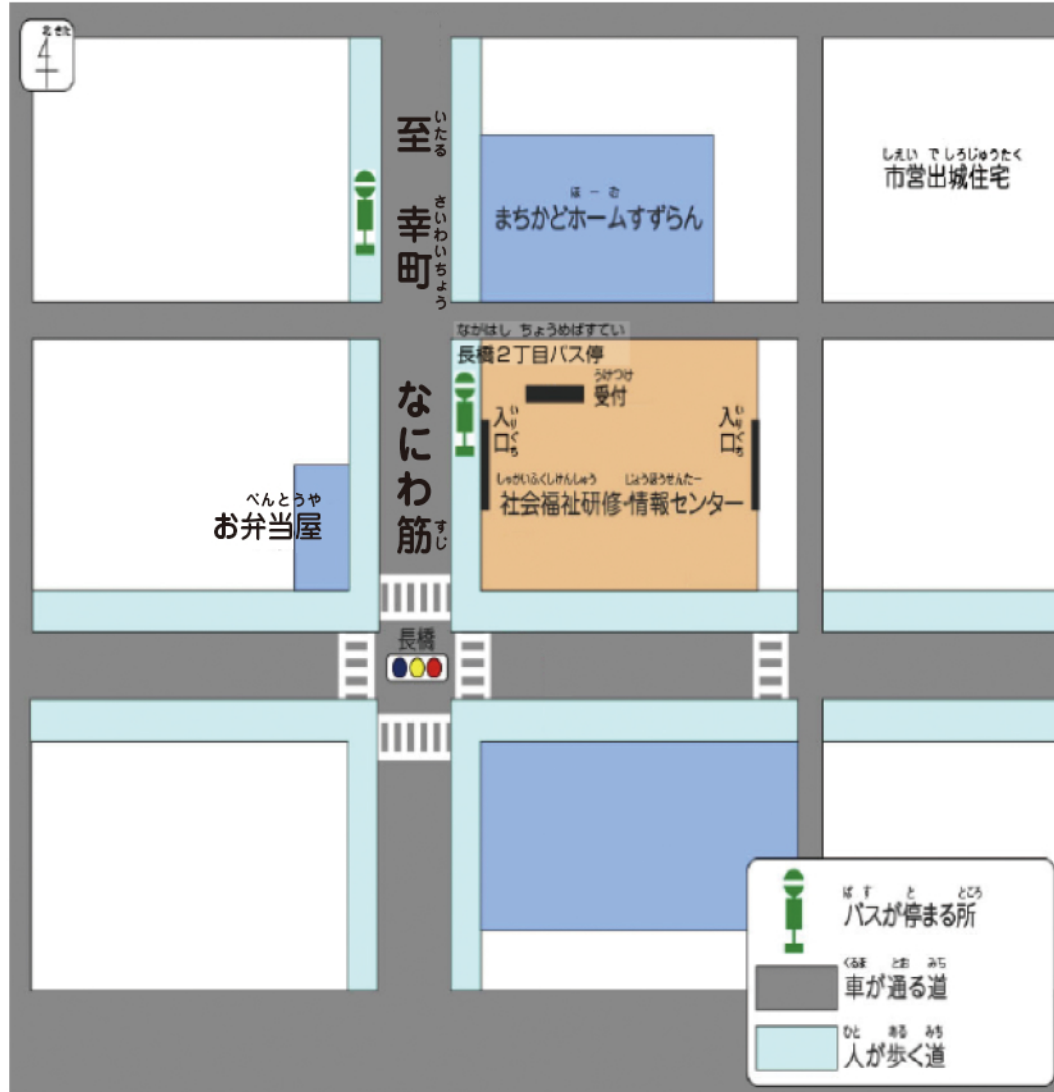 北 きた
いたる
至
さいわいちょう
幸町
ほーむ
まちかどホームすずらん
しえい でしろじゅうたく
市営出城住宅
ながはし ちょうめばすてい
長橋2丁目バス停
うけつけ
受付
いりぐち
入口
いりぐち
入口
しゃかいふくしけんしゅう じょうほうせんたー
社会福祉研修・情報センター
なにわ筋
すじ
べんとうや
お弁当屋
長橋
ばす と ところ
バスが停まる所
くるま とお みち
車が通る道
ひと ある みち
人が歩く道